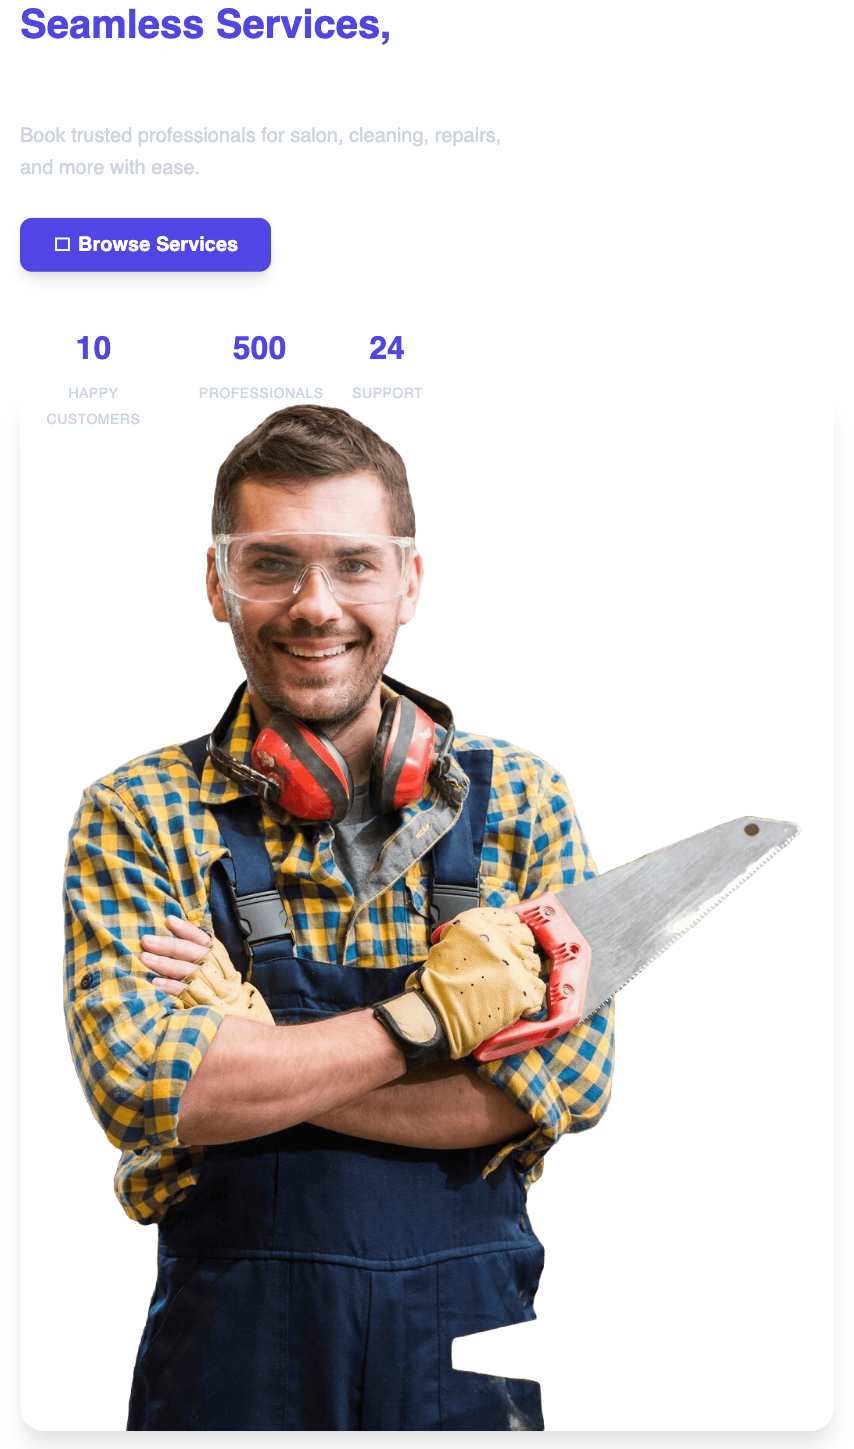 Seamless Services,
Book trusted professionals for salon, cleaning, repairs,
and more with ease.
Browse Services
10
500
24
HAPPY
CUSTOMERS
PROFESSIONALS
SUPPORT